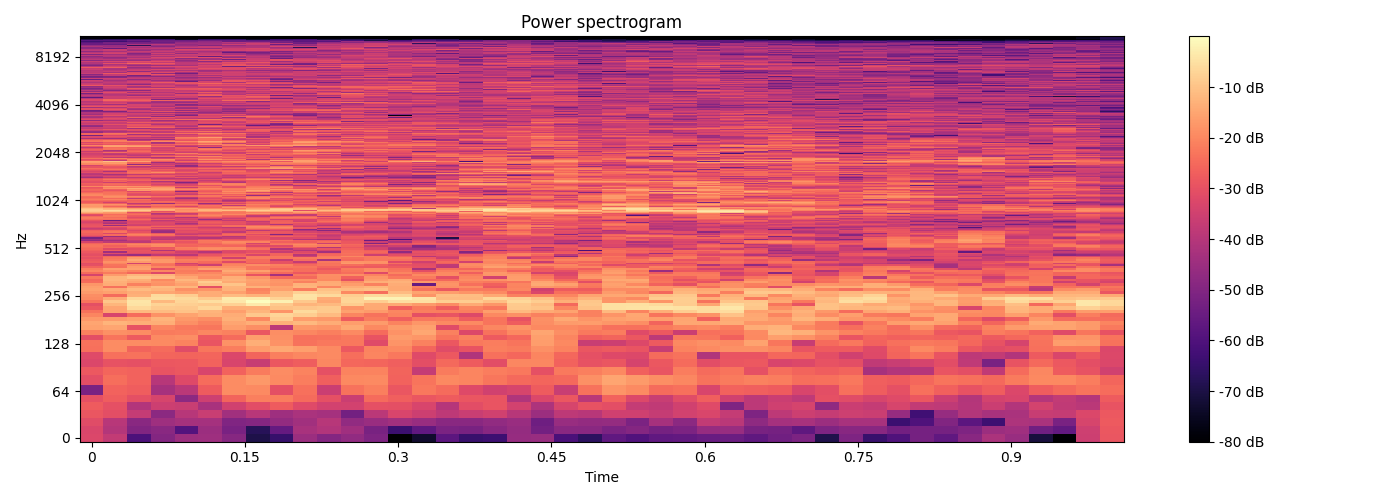 Power spectrogram
8192
4096
2048
1024
512
256
128
64
0
Hz
0
0.15
0.3
0.45
0.6
0.75
0.9
Time
-10 dB
-20 dB
-30 dB
-40 dB
-50 dB
-60 dB
-70 dB
-80 dB